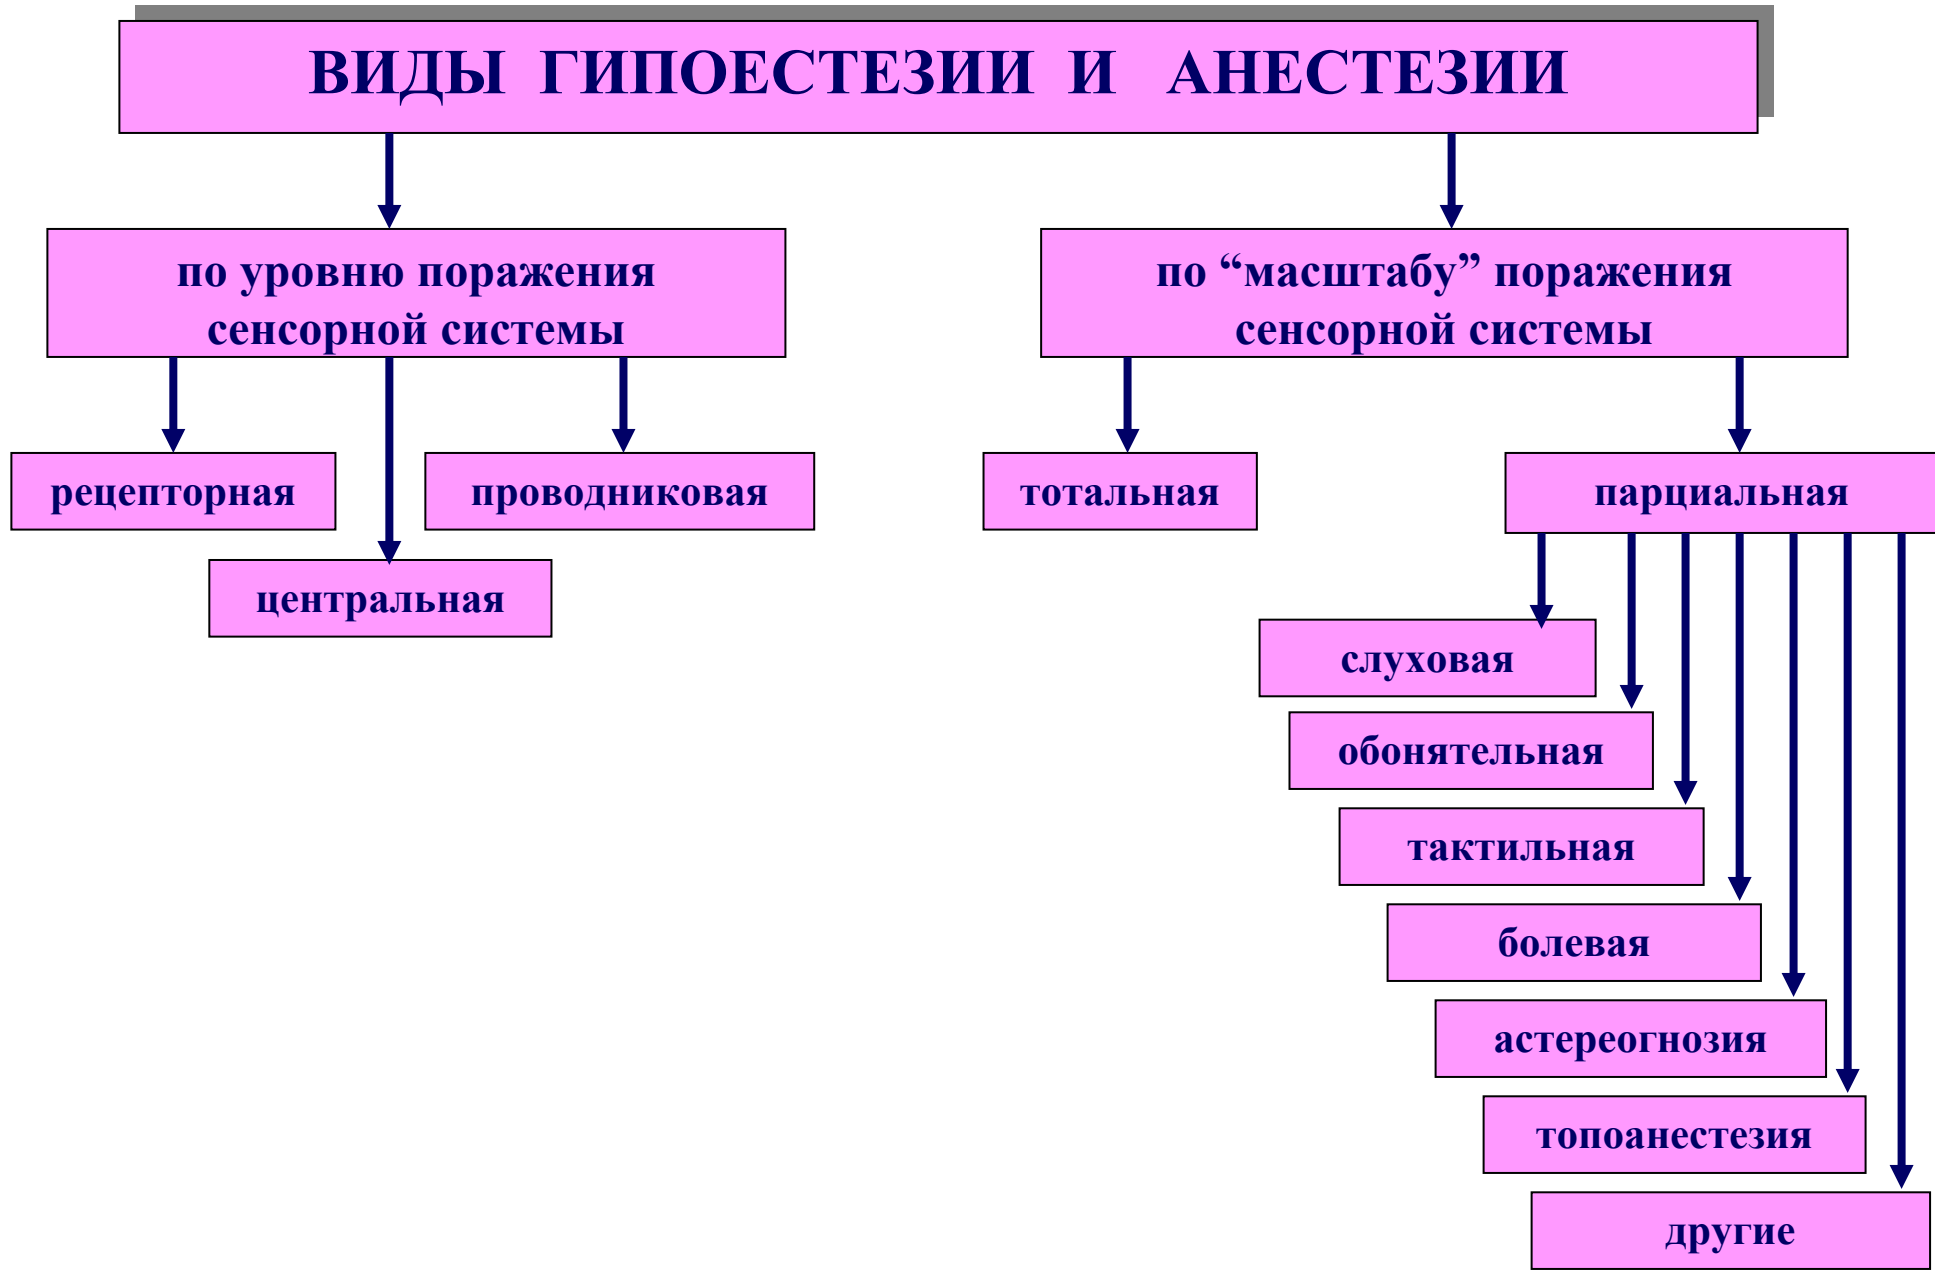 ВИДЫ ГИПОЕСТЕЗИИ И АНЕСТЕЗИИ
по уровню поражения
сенсорной системы
по “масштабу” поражения
сенсорной системы
рецепторная
проводниковая
тотальная
парциальная
центральная
слуховая
обонятельная
тактильная
болевая
астереогнозия
топоанестезия
другие